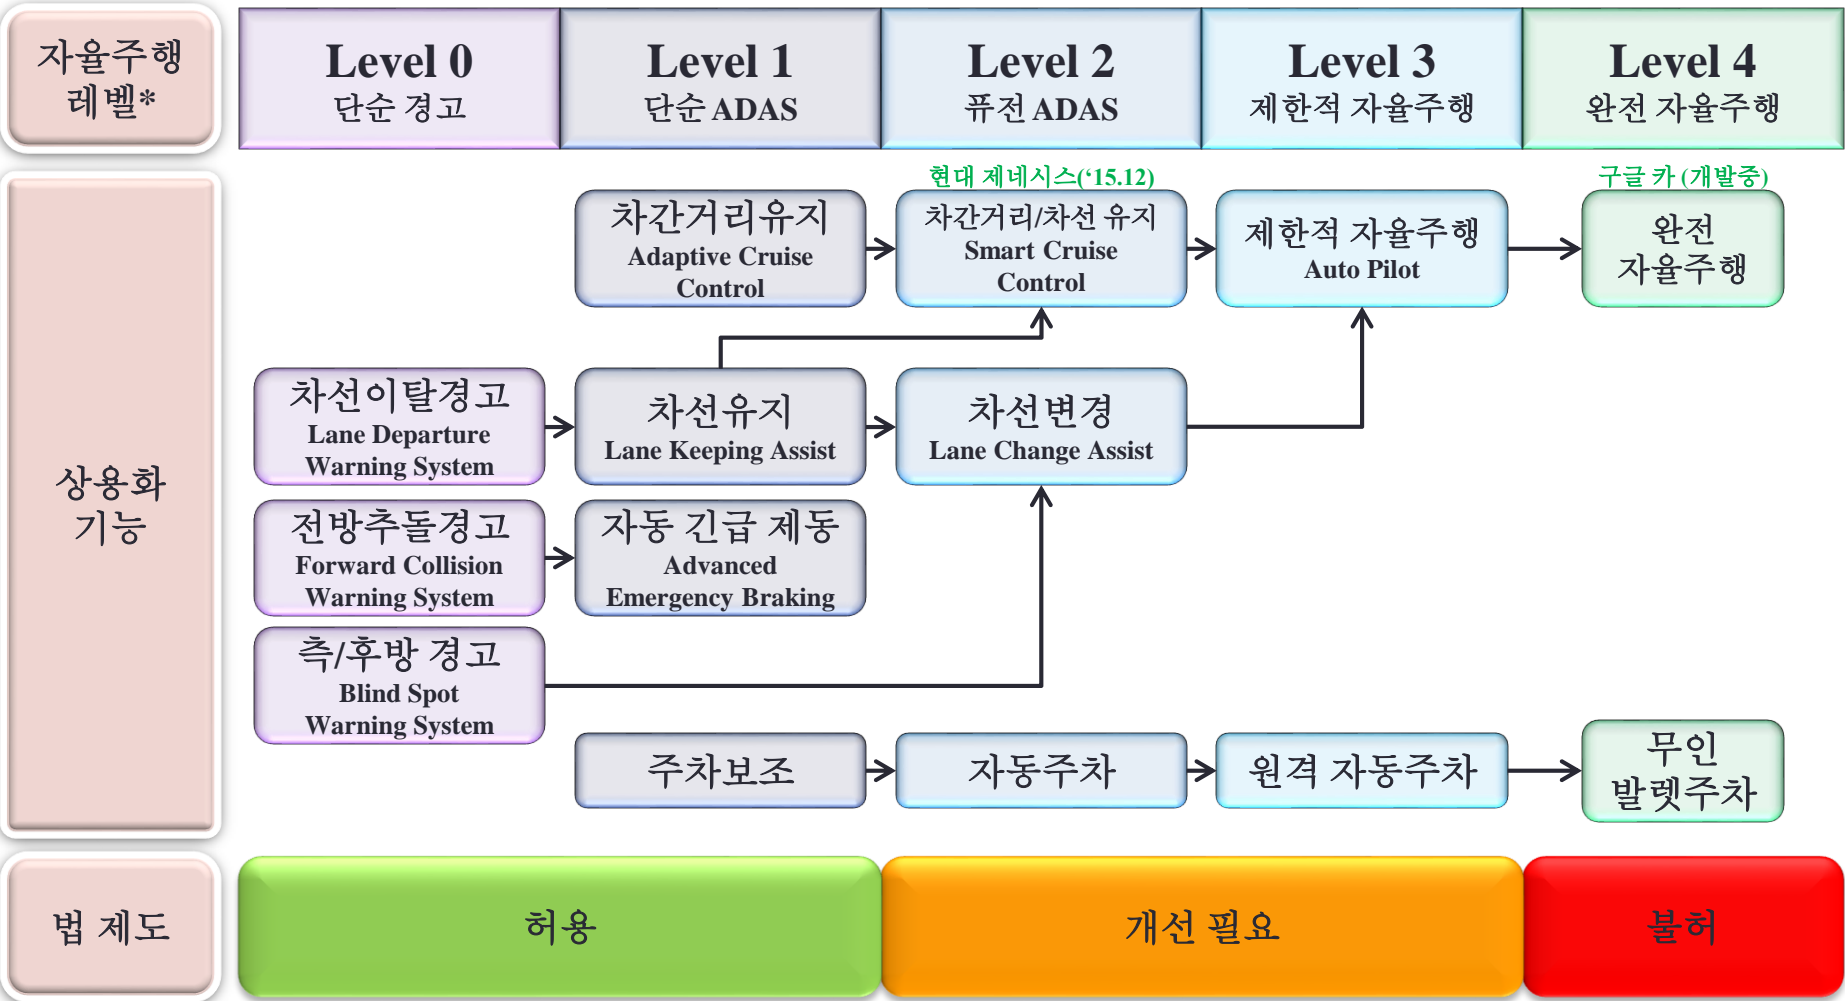 자율주행
레벨*
Level 0
단순 경고
Level 1
단순 ADAS
Level 2
퓨전 ADAS
Level 3
제한적 자율주행
Level 4
완전 자율주행
상용화
기능
현대 제네시스(‘15.12)
구글 카 (개발중)
차간거리유지
Adaptive Cruise
Control
차간거리/차선 유지
Smart Cruise
Control
제한적 자율주행
Auto Pilot
완전
자율주행
차선이탈경고
Lane Departure
Warning System
차선유지
Lane Keeping Assist
차선변경
Lane Change Assist
전방추돌경고
Forward Collision
Warning System
자동 긴급 제동
Advanced
Emergency Braking
측/후방 경고
Blind Spot
Warning System
주차보조
자동주차
원격 자동주차
무인
발렛주차
법 제도
허용
개선 필요
불허